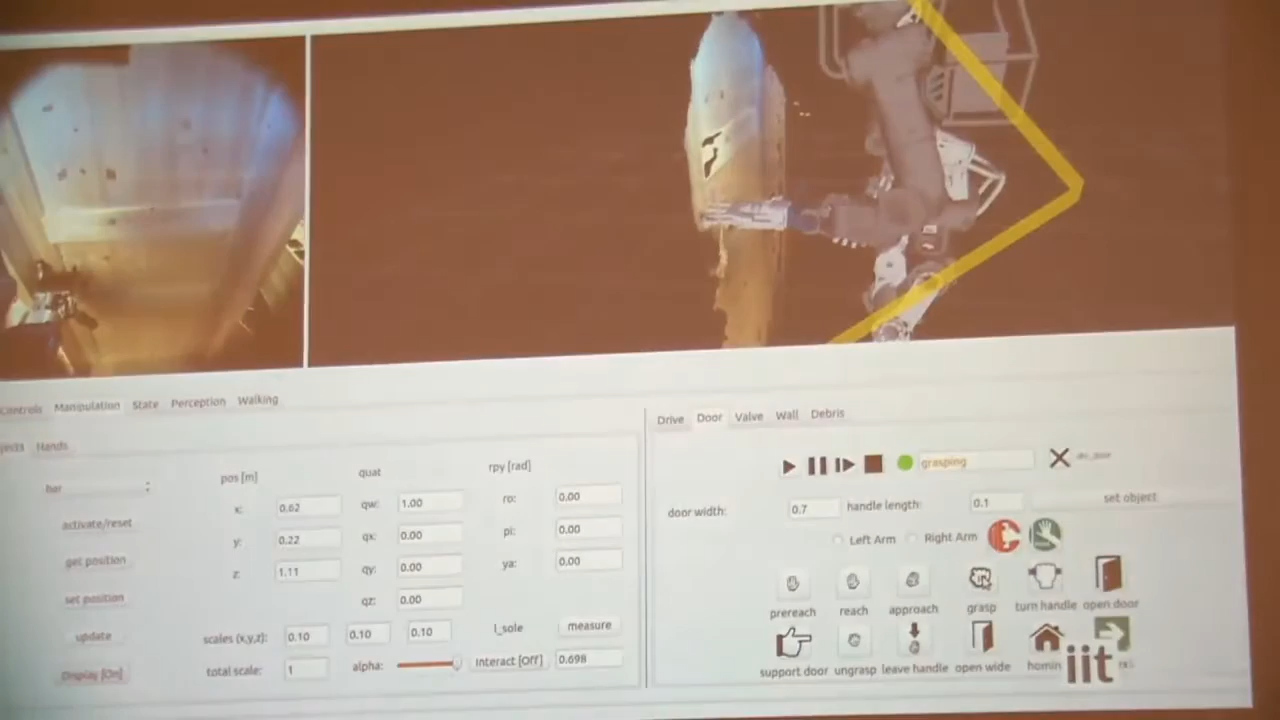 Controls Manipulation State Perception Walking
Hands
pos [m] quat rpy [rad]
x: 0.62 qw: 1.00 ro: 0.00
activate/reset
y: 0.22 qx: 0.00 pi: 0.00
get position
z: 1.11 qy: 0.00 ya: 0.00
set position
qz: 0.00
update
scales (x,y,z): 0.10 0.10 0.10 l_sole measure
Display [On]
total scale: 1 alpha: Interact [Off] 0.698
Drive Door Valve Wall Debris
grasping
door width: 0.7 handle length: 0.1 set object
Left Arm Right Arm
prereach reach approach grasp turn handle open door
support door ungrasp leave handle open wide homin
iit